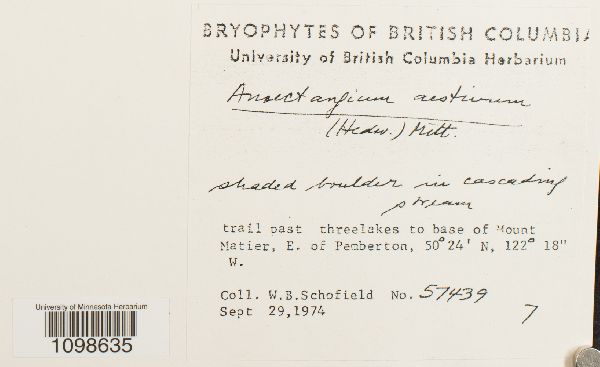 BRYOPHYTES OF BRITISH COLUMBIA
University of British Columbia Herbarium
Anoectangium aestivum
(Hedw.) Mitt.
shaded boulder in cascading
stream
trail past threelakes to base of Mount
Matier, E. of Pemberton, 50°24' N, 122° 18"
W.
Coll. W.B.Schofield No. 57439
Sept 29,1974
7
University of Minnesota Herbarium
1098635